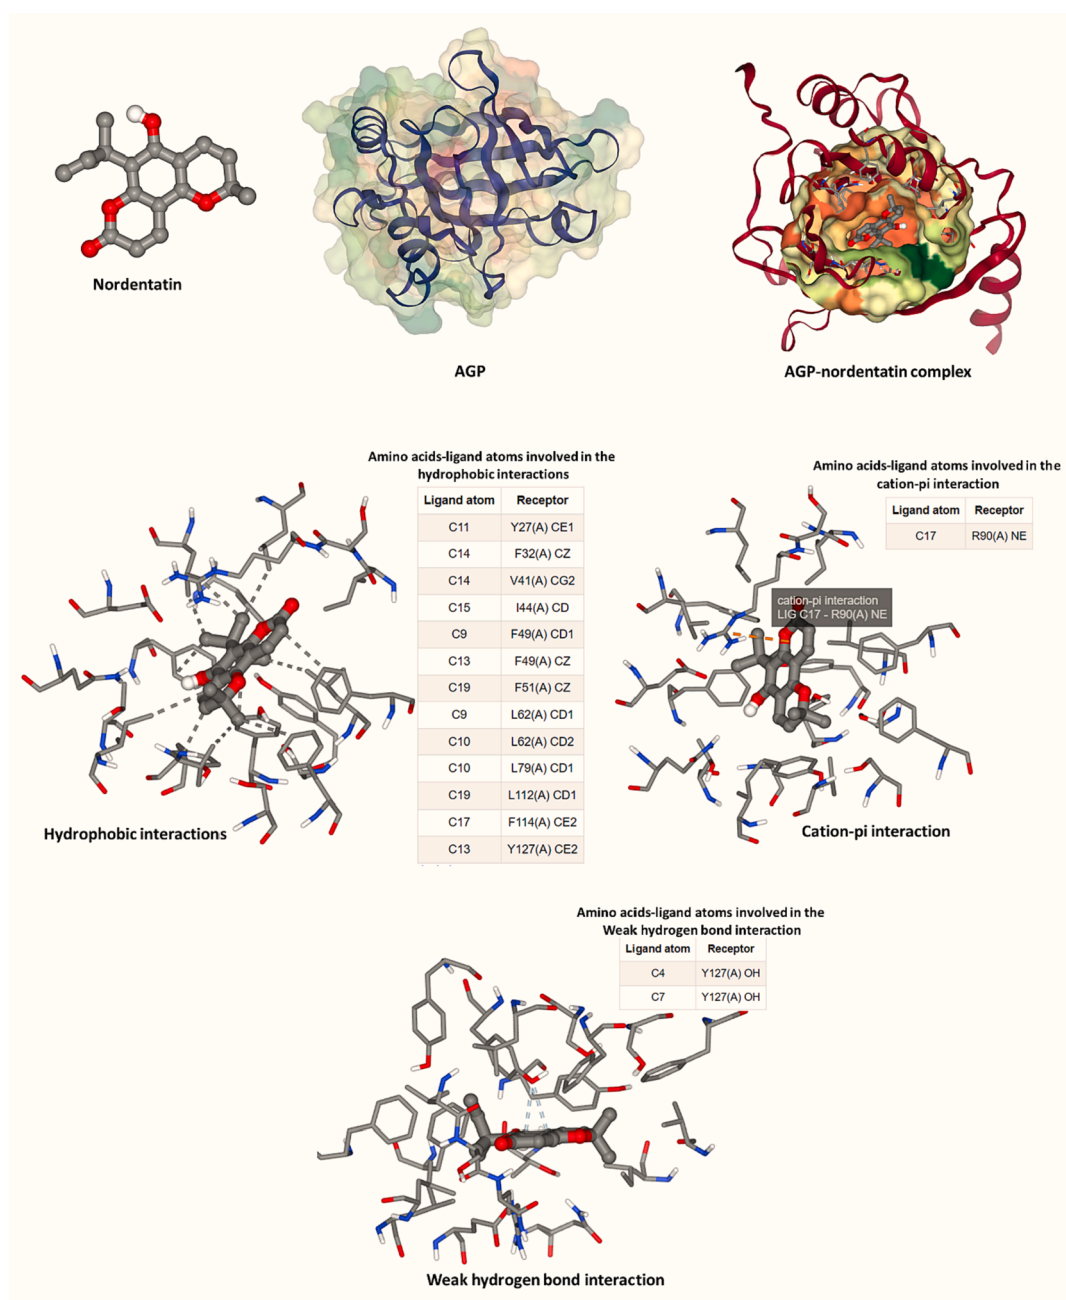 Nordentatin
AGP
AGP-nordentatin complex
Amino acids-ligand atoms involved in the
hydrophobic interactions
Ligand atom Receptor
C11 Y27(A) CE1
C14 F32(A) CZ
C14 V41(A) CG2
C15 I44(A) CD
C9 F49(A) CD1
C13 F49(A) CZ
C19 F51(A) CZ
C9 L62(A) CD1
C10 L62(A) CD2
C10 L79(A) CD1
C19 L112(A) CD1
C17 F114(A) CE2
C13 Y127(A) CE2
Hydrophobic interactions
Amino acids-ligand atoms involved in the
cation-pi interaction
Ligand atom Receptor
C17 R90(A) NE
cation-pi interaction
LIG C17 - R90(A) NE
Cation-pi interaction
Amino acids-ligand atoms involved in the
Weak hydrogen bond interaction
Ligand atom Receptor
C4 Y127(A) OH
C7 Y127(A) OH
Weak hydrogen bond interaction